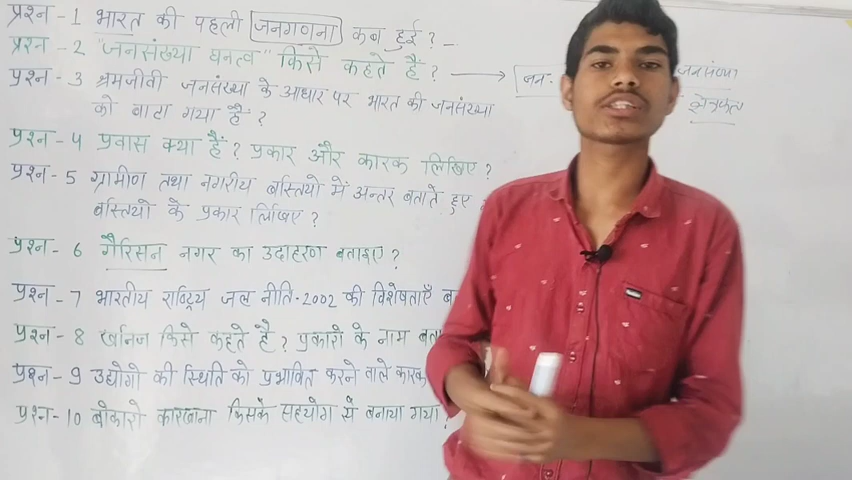 प्रश्न - 1 भारत की पहली जनगणना कब हुई ? -
प्रश्न - 2 "जनसंख्या घनत्व" किसे कहते हैं ? → जन- जनसंख्या
क्षेत्रफल
प्रश्न - 3 श्रमजीवी जनसंख्या के आधार पर भारत की जनसंख्या
को बाटा गया है ?
प्रश्न - 4 प्रवास क्या हैं ? प्रकार और कारक लिखिए ?
प्रश्न - 5 ग्रामीण तथा नगरीय बस्तियो में अन्तर बताते हुए
बस्तियो के प्रकार लिखिए ?
प्रश्न - 6 गैरिसन नगर का उदाहरण बताइए ?
प्रश्न - 7 भारतीय राष्ट्रिय जल नीति-2002 की विशेषताएँ
प्रश्न - 8 खनिज किसे कहते है ? प्रकारो के नाम
प्रश्न - 9 उद्योगो की स्थिति को प्रभावित करने वाले कारक
प्रश्न - 10 बोकारो कारखाना किसके सहयोग से बनाया गया ?